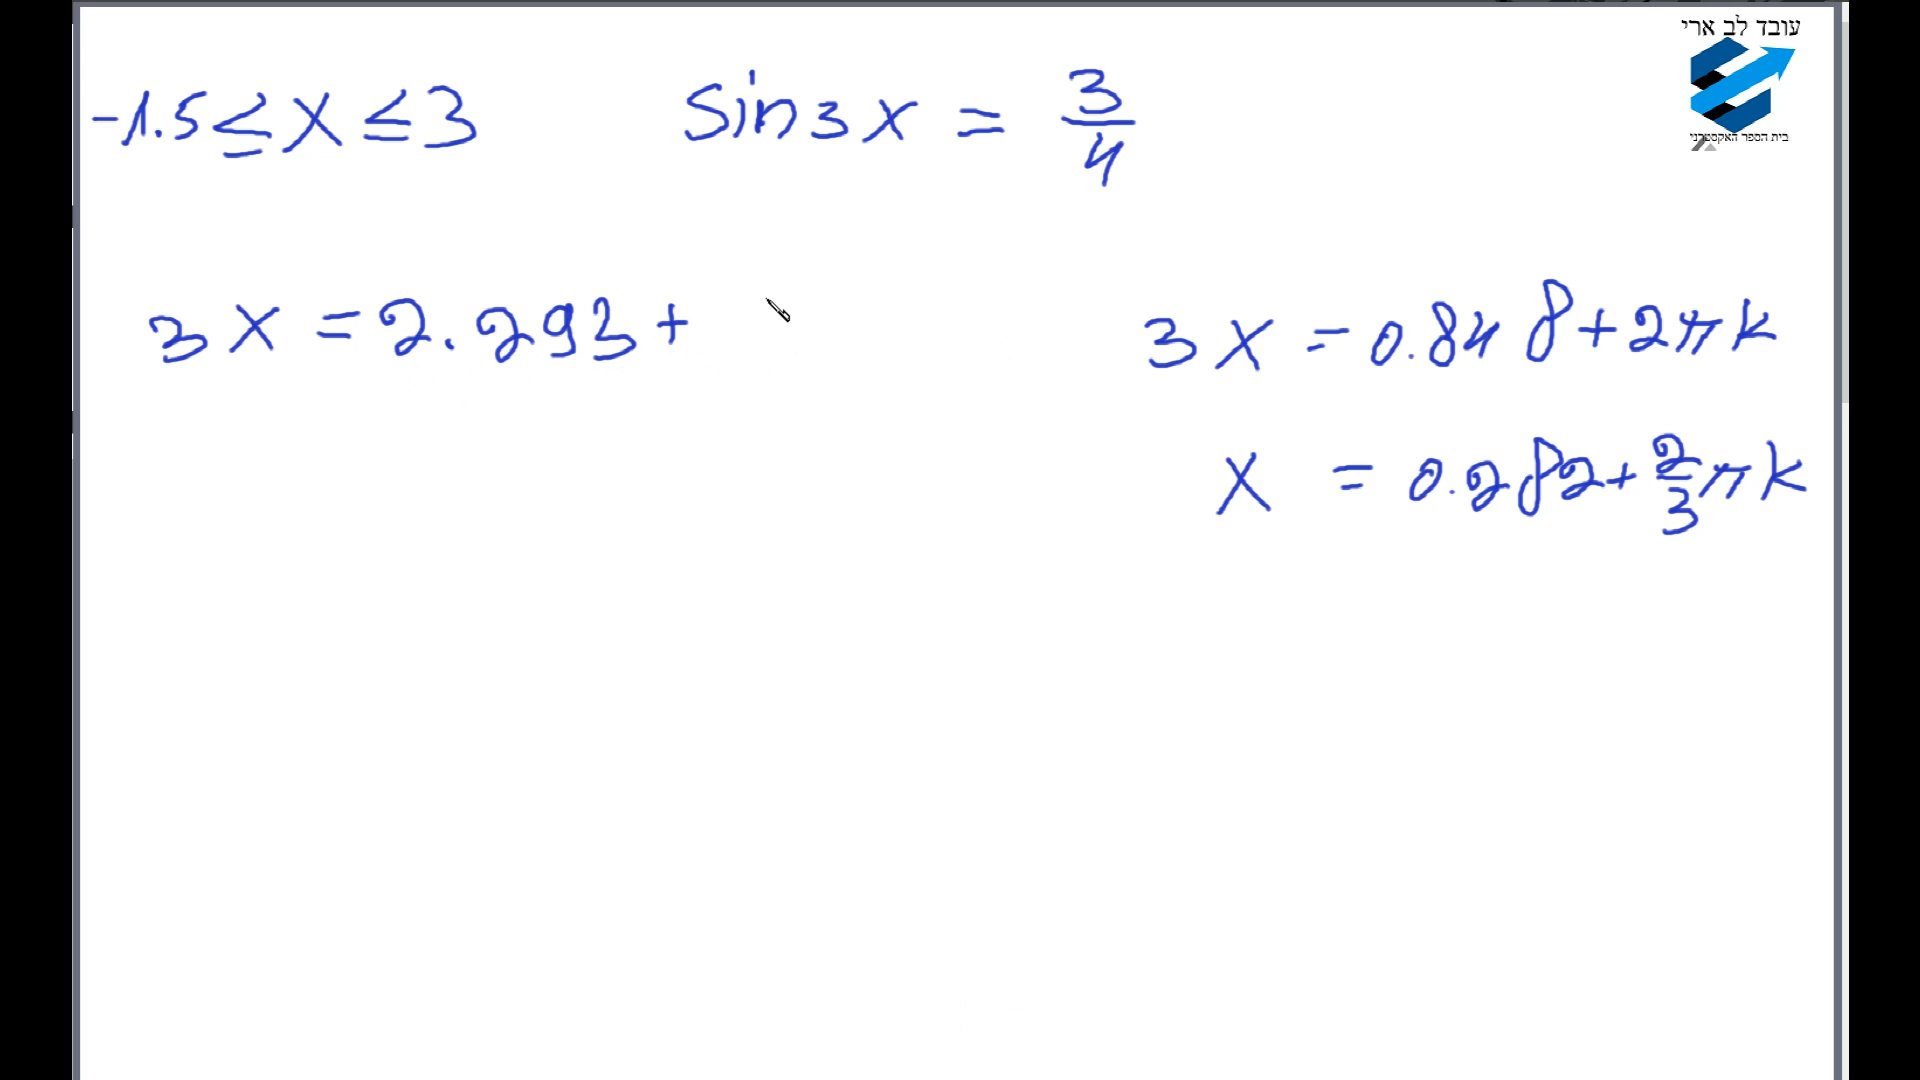 עובד לב ארי
בית הספר האקסטרני
-1.5 ≤ x ≤ 3 sin3x = 3/4
3x = 2.293+ 3x = 0.848+2πk
x = 0.282+2/3πk